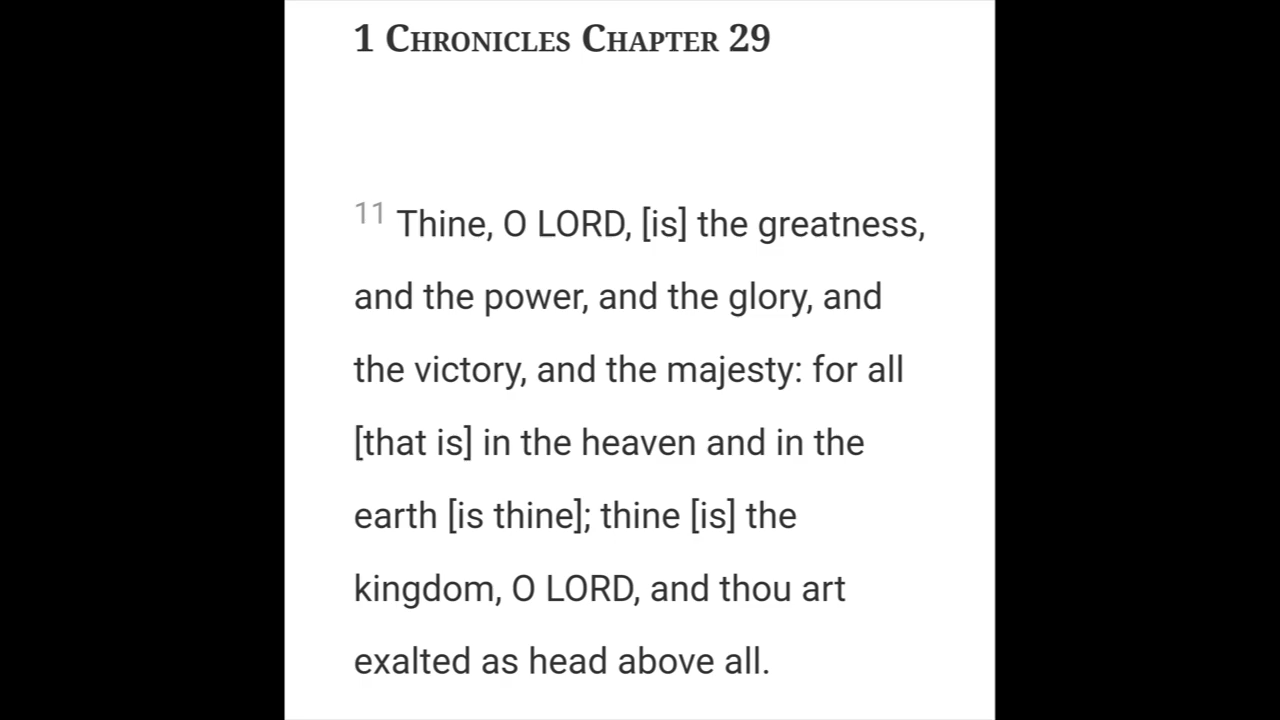 1 Chronicles Chapter 29
11 Thine, O LORD, [is] the greatness,
and the power, and the glory, and
the victory, and the majesty: for all
[that is] in the heaven and in the
earth [is thine]; thine [is] the
kingdom, O LORD, and thou art
exalted as head above all.